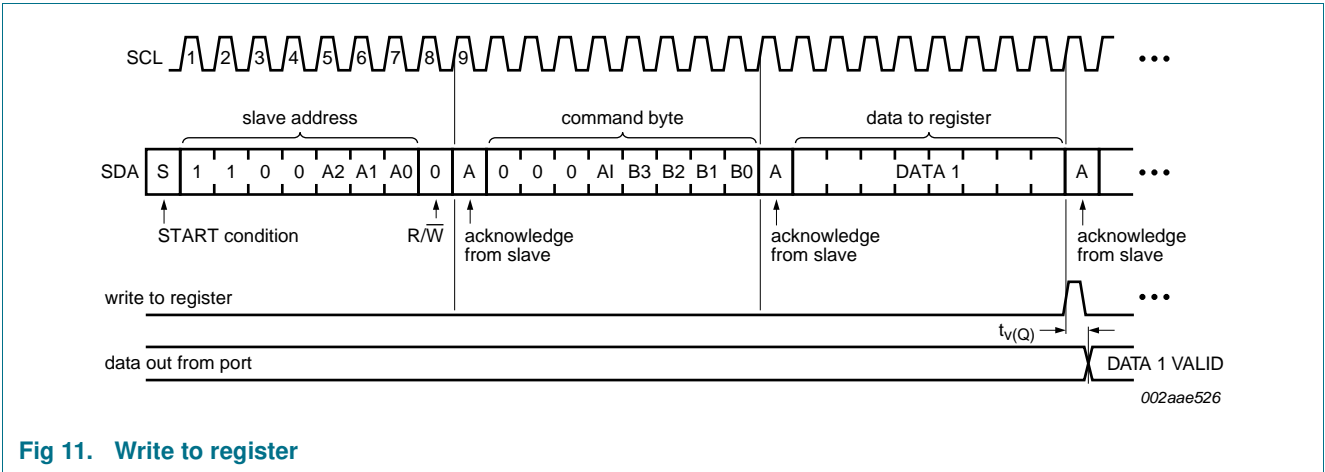 SCL 1 2 3 4 5 6 7 8 9 •••
slave address command byte data to register
SDA S 1 1 0 0 A2 A1 A0 0 A 0 0 0 AI B3 B2 B1 B0 A DATA 1 A •••
START condition R/W̅ acknowledge acknowledge acknowledge
from slave from slave from slave
write to register •••
tv(Q)
data out from port DATA 1 VALID
002aae526
Fig 11. Write to register